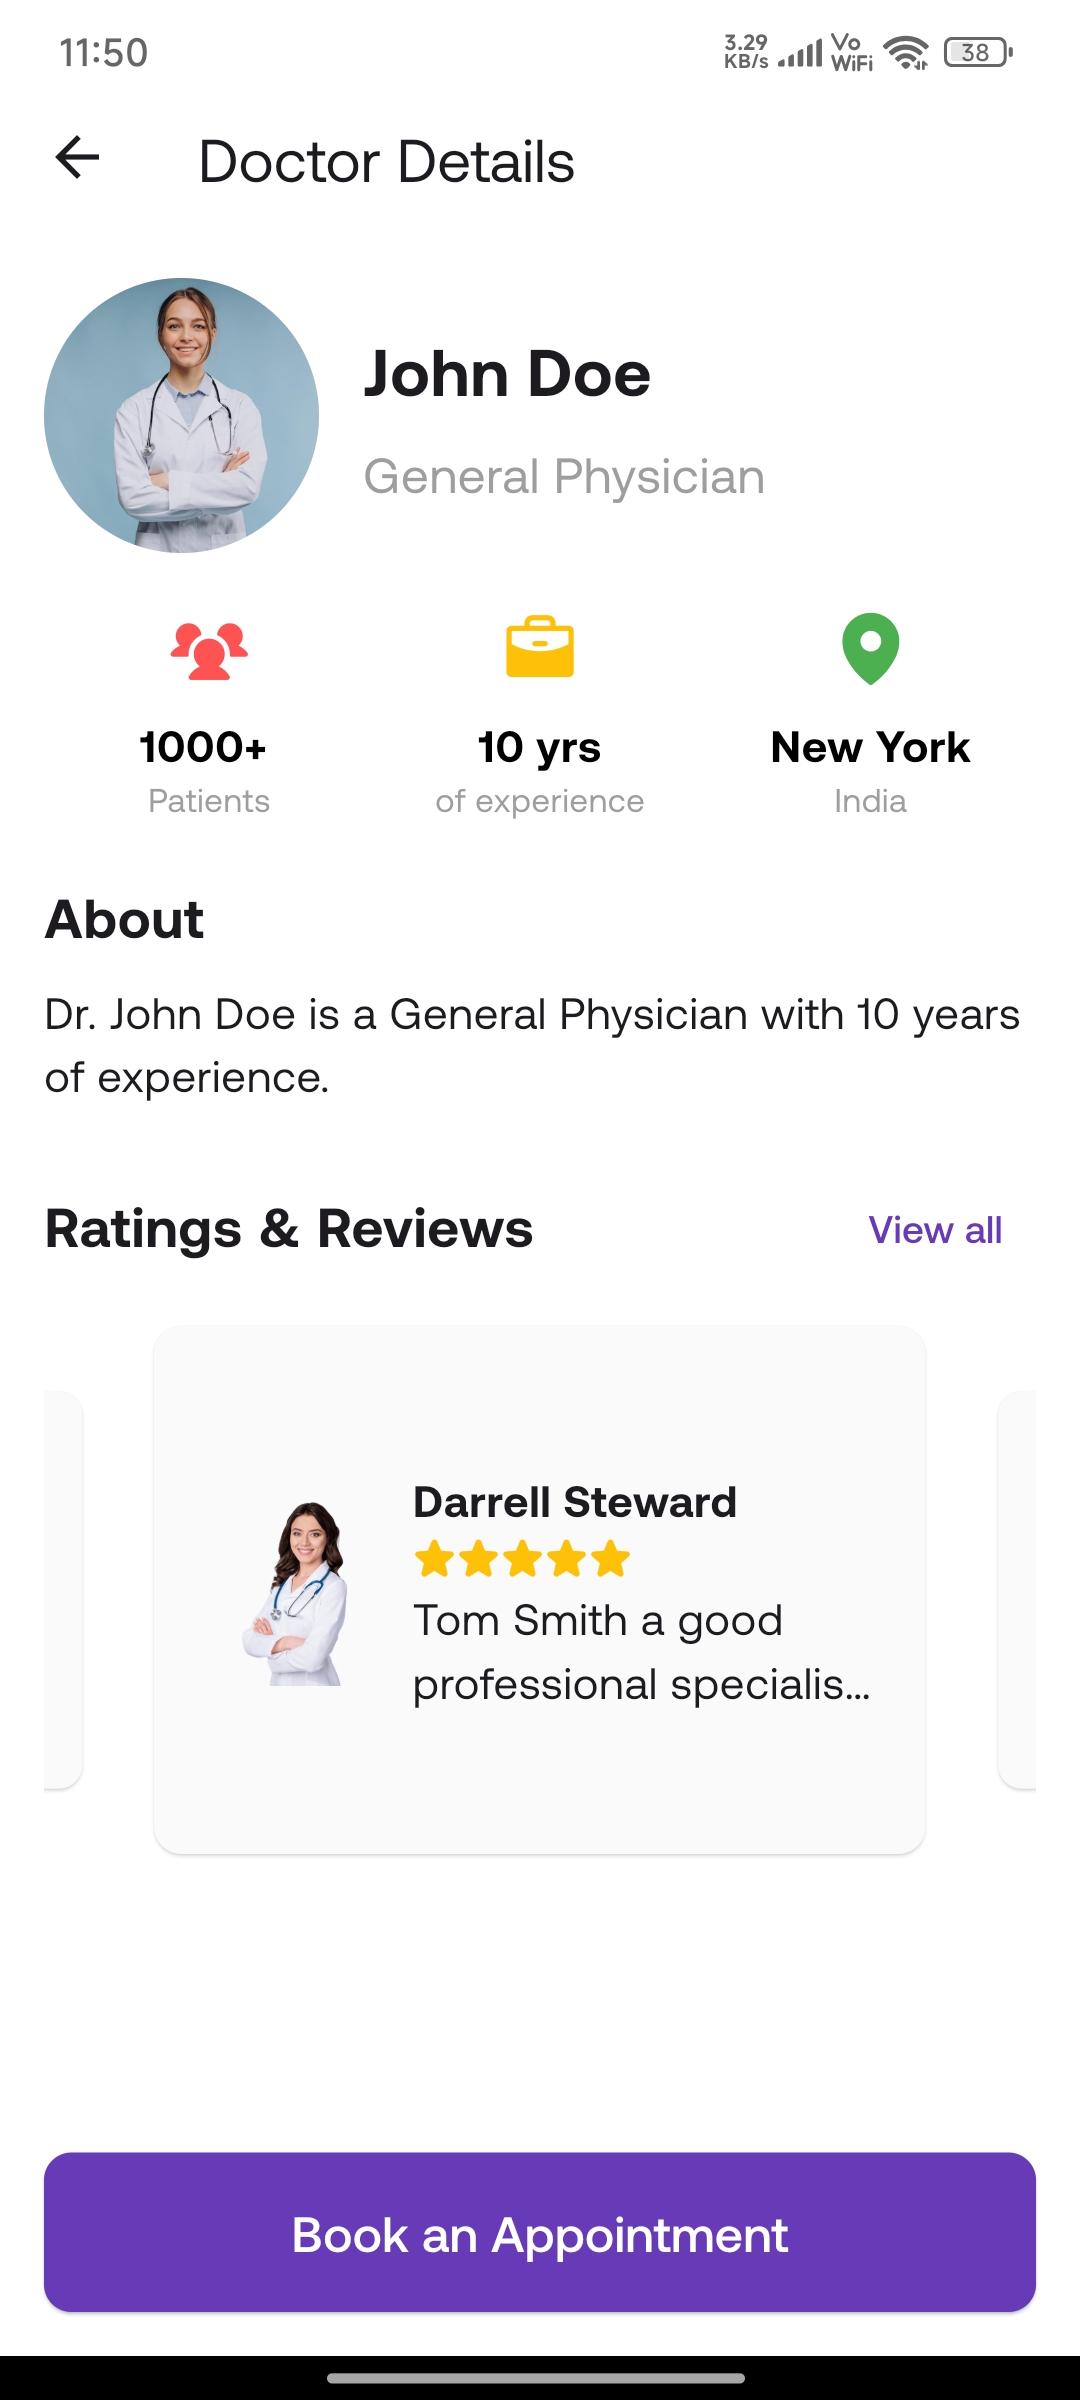 11:50
3.29
KB/s
Vo
WiFi
38
Doctor Details
John Doe
General Physician
1000+
10 yrs
New York
Patients
of experience
India
About
Dr. John Doe is a General Physician with 10 years
of experience.
Ratings & Reviews
View all
Darrell Steward
Tom Smith a good
professional specialis...
Book an Appointment